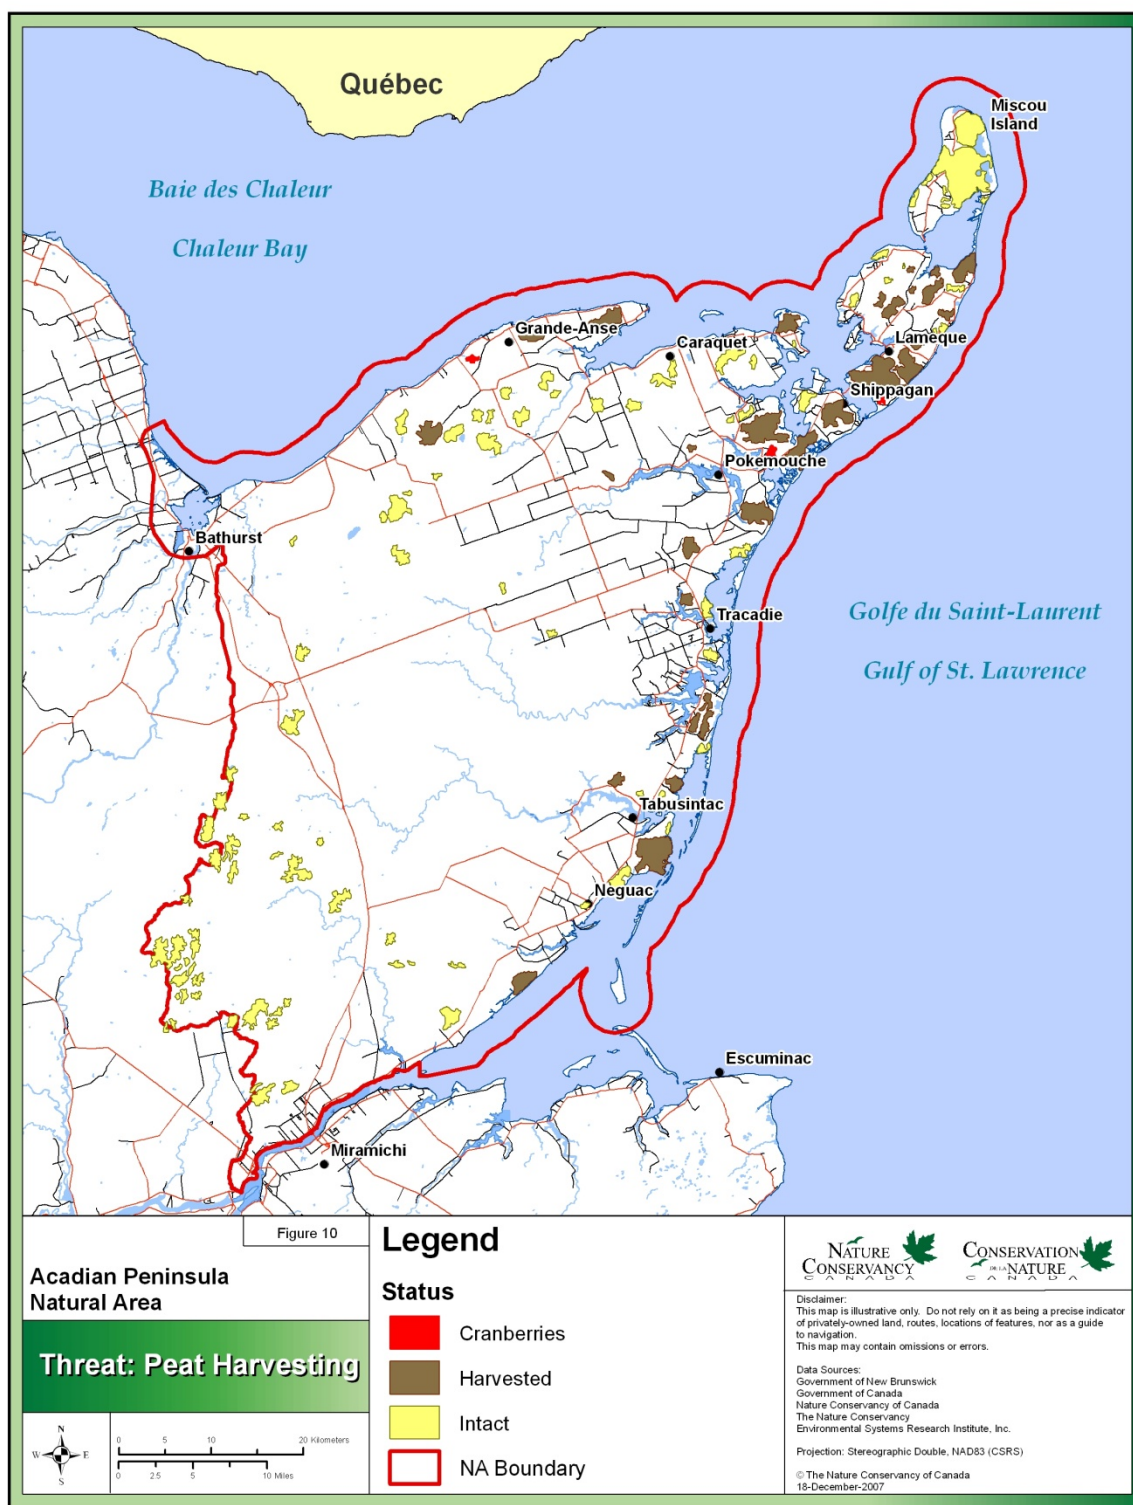 Québec
Miscou
Island
Baie des Chaleur
Chaleur Bay
Grande-Anse
Caraquet
Lameque
Shippagan
Pokemouche
Bathurst
Tracadie
Golfe du Saint-Laurent
Gulf of St. Lawrence
Tabusintac
Neguac
Escuminac
Miramichi
Figure 10
Acadian Peninsula
Natural Area
Threat: Peat Harvesting
N
W E
S
0 5 10 20 Kilometers
0 2.5 5 10 Miles
Legend
Status
Cranberries
Harvested
Intact
NA Boundary
NATURE
CONSERVANCY
CANADA
CONSERVATION
DE LA NATURE
CANADA
Disclaimer:
This map is illustrative only. Do not rely on it as being a precise indicator
of privately-owned land, routes, locations of features, nor as a guide
to navigation.
This map may contain omissions or errors.
Data Sources:
Government of New Brunswick
Government of Canada
Nature Conservancy of Canada
The Nature Conservancy
Environmental Systems Research Institute, Inc.
Projection: Stereographic Double, NAD83 (CSRS)
© The Nature Conservancy of Canada
18-December-2007